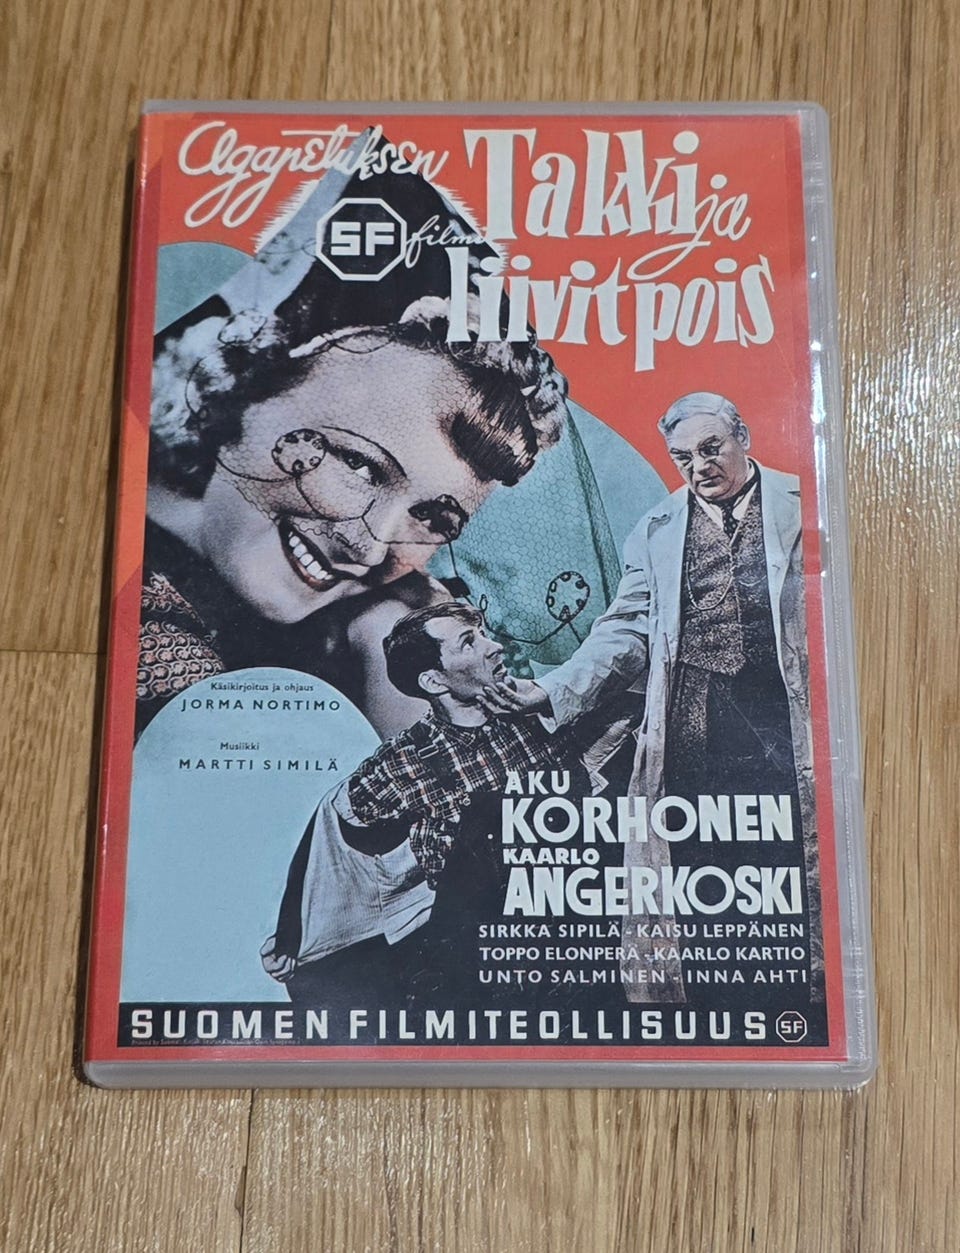 Agapetuksen
Takki ja
liivit pois
SF filmi
Käsikirjoitus ja ohjaus
JORMA NORTIMO
Musiikki
MARTTI SIMILÄ
AKU
KORHONEN
KAARLO
ANGERKOSKI
SIRKKA SIPILÄ - KAISU LEPPÄNEN
TOPPO ELONPERÄ - KAARLO KARTIO
UNTO SALMINEN INNA AHTI
SUOMEN FILMITEOLLISUUS SF